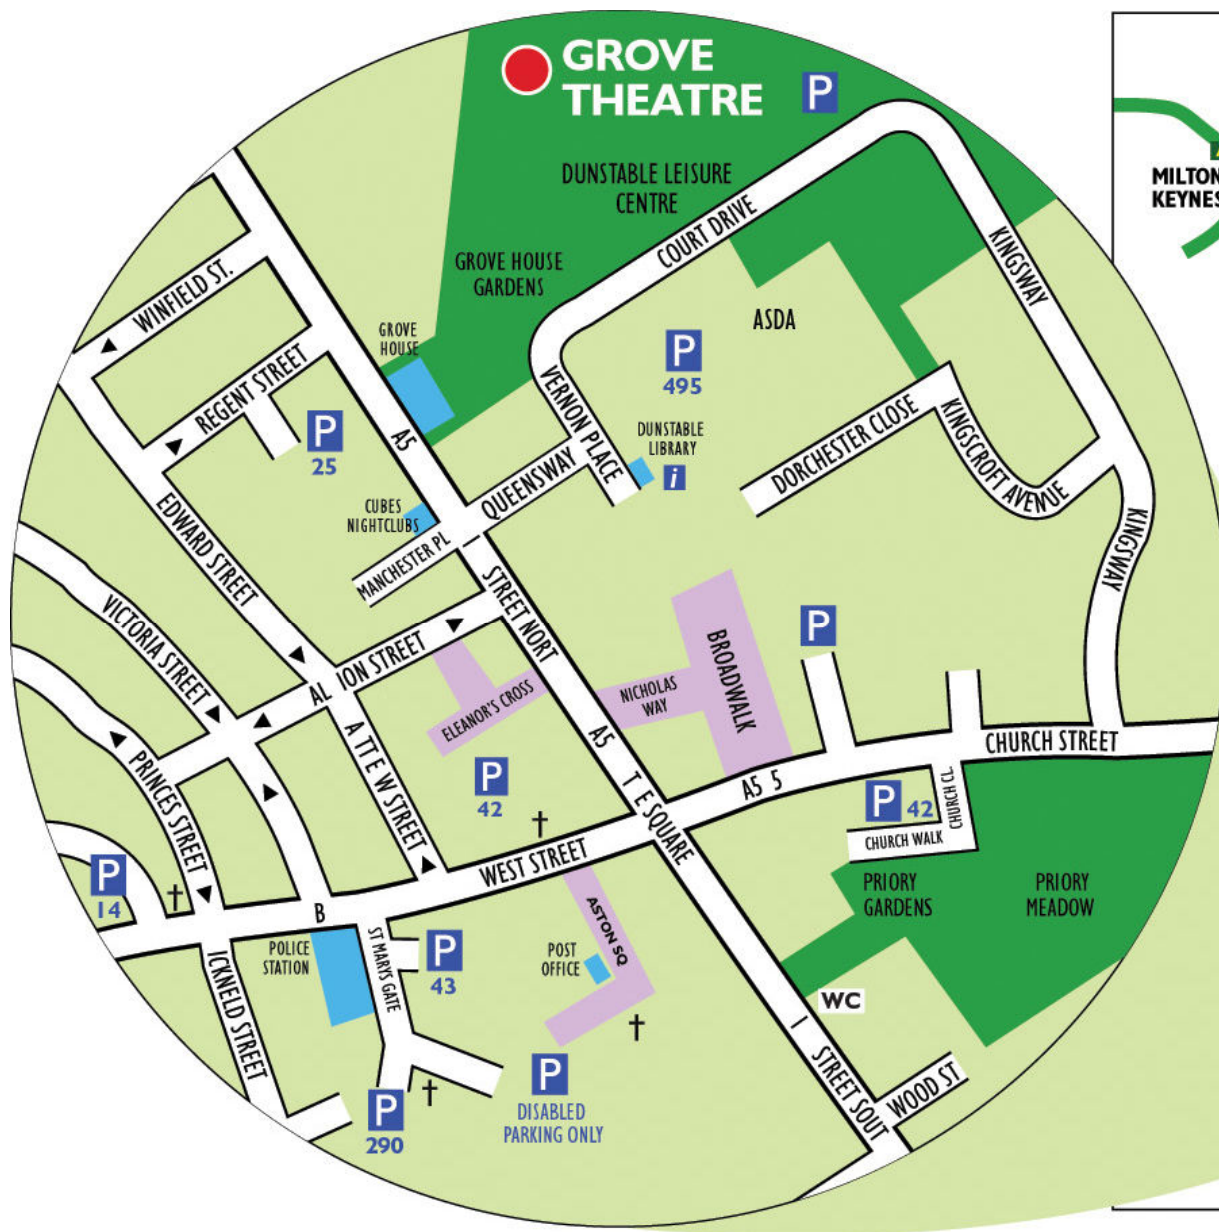 GROVE
THEATRE
P
DUNSTABLE LEISURE
CENTRE
COURT DRIVE
KINGSWAY
MILTON
KEYNES
GROVE HOUSE
GARDENS
WINFIELD ST.
GROVE
HOUSE
ASDA
P
495
REGENT STREET
P
25
A5
VERNON PLACE
DUNSTABLE
LIBRARY
i
DORCHESTER CLOSE
KINGSCROFT AVENUE
QUEENSWAY
CUBES
NIGHTCLUBS
MANCHESTER PL
EDWARD STREET
KINGSWAY
I STREET NORT
VICTORIA STREET
AL ION STREET
P
BROADWALK
NICHOLAS
WAY
ELEANOR'S CROSS
A5
A TT E W STREET
PRINCES STREET
CHURCH STREET
A5 5
P
42
T E SQUARE
P 42
CHURCH CL.
CHURCH WALK
WEST STREET
P
14
PRIORY
GARDENS
PRIORY
MEADOW
B
ASTON SQ
POLICE
STATION
ST MARYS GATE
P
43
POST
OFFICE
ICKNELD STREET
WC
I STREET SOUT
WOOD ST
P
DISABLED
PARKING ONLY
P
290